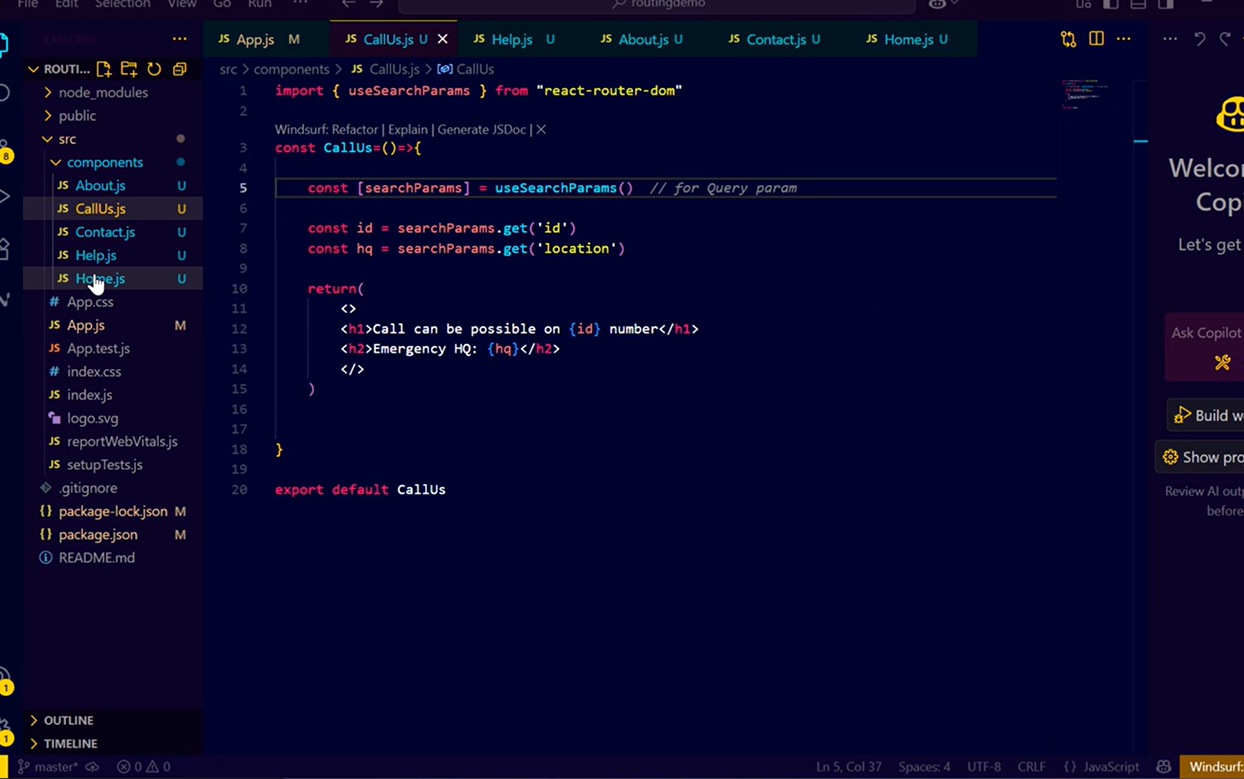 File Edit Selection View Go Run ... routingdemo
EXPLORER ...
ROUTI...
node_modules
public
src
components
JS About.js U
JS CallUs.js U
JS Contact.js U
JS Help.js U
JS Home.js U
# App.css
JS App.js M
JS App.test.js
# index.css
JS index.js
logo.svg
JS reportWebVitals.js
JS setupTests.js
.gitignore
{} package-lock.json M
{} package.json M
README.md
OUTLINE
TIMELINE
8
1
1
JS App.js M JS CallUs.js U JS Help.js U JS About.js U JS Contact.js U JS Home.js U
src > components > JS CallUs.js > CallUs
1 import { useSearchParams } from "react-router-dom"
2
Windsurf: Refactor | Explain | Generate JSDoc | X
3 const CallUs=()=>{
4
5 const [searchParams] = useSearchParams() // for Query param
6
7 const id = searchParams.get('id')
8 const hq = searchParams.get('location')
9
10 return(
11 <>
12 <h1>Call can be possible on {id} number</h1>
13 <h2>Emergency HQ: {hq}</h2>
14 </>
15 )
16
17
18 }
19
20 export default CallUs
Welco
Copi
Let's get
Ask Copilot
Build w
Show pro
Review AI outp
before
master* 0 0 Ln 5, Col 37 Spaces: 4 UTF-8 CRLF {} JavaScript Windsurf: